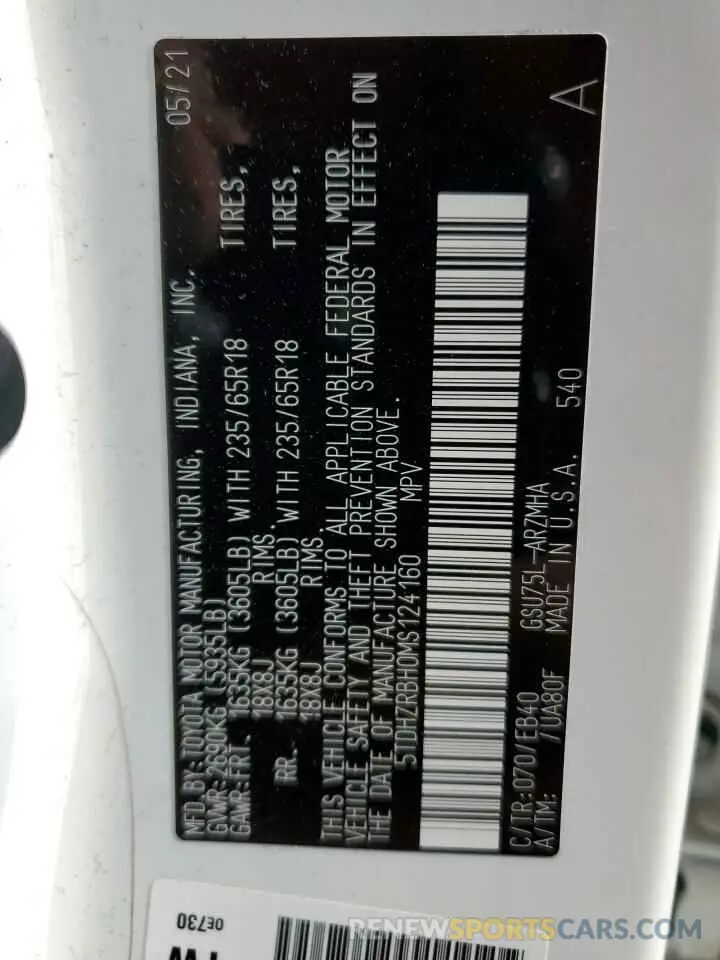 MFD BY:TOYOTA MOTOR MANUFACTURING, INDIANA, INC. 05/21
GVWR:2690KG (5935LB)
GAWR:FRT. 1635KG (3605LB) WITH 235/65R18 TIRES,
18X8J RIMS.
RR. 1635KG (3605LB) WITH 235/65R18 TIRES,
18X8J RIMS.
THIS VEHICLE CONFORMS TO ALL APPLICABLE FEDERAL MOTOR
VEHICLE SAFETY AND THEFT PREVENTION STANDARDS IN EFFECT ON
THE DATE OF MANUFACTURE SHOWN ABOVE.
5TDHZRBH0MS124160 MPV
C/TR:070/EB40 GSU75L-ARZMHA
A/TM: /UA80F MADE IN U.S.A. 540 A
0E730
RENEWSPORTSCARS.COM